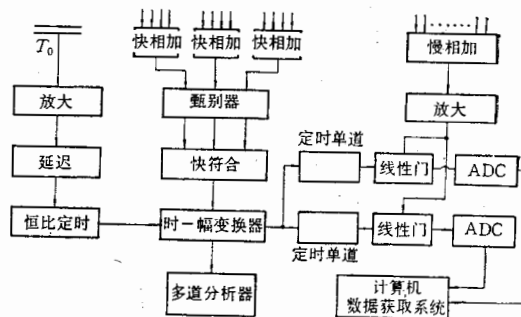 T₀
快相加 快相加 快相加
慢相加
放大
甄别器
放大
延迟
快符合
定时单道
线性门
ADC
恒比定时
时－幅变换器
定时单道
线性门
ADC
多道分析器
计算机
数据获取系统